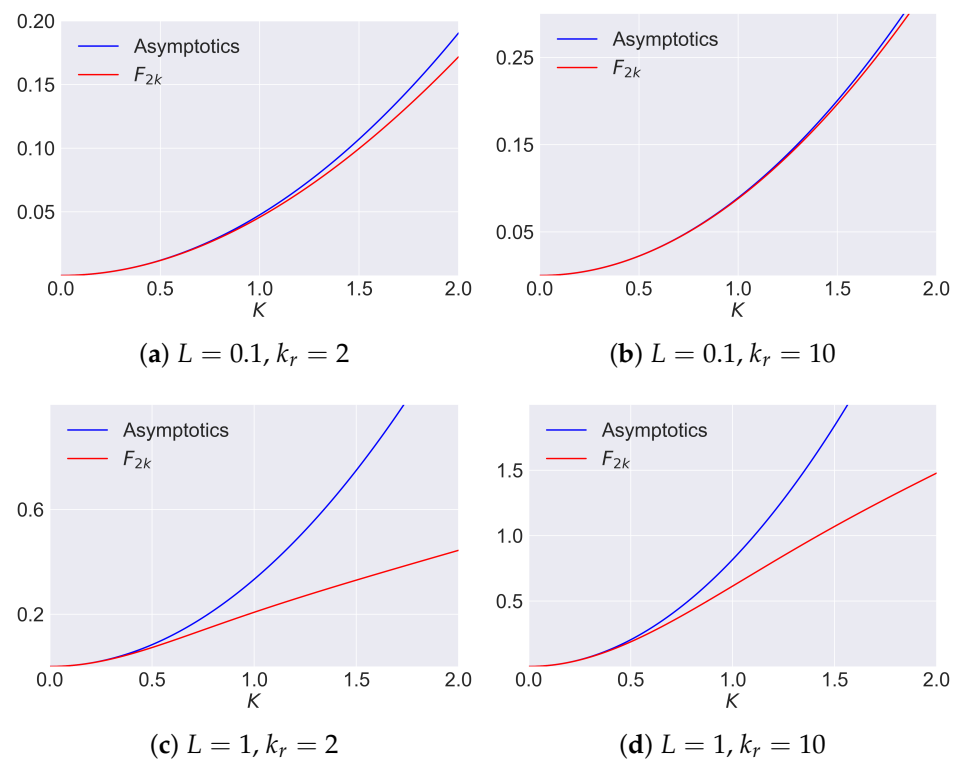 0.20
0.15
0.10
0.05
Asymptotics
F₂ₖ
0.0 0.5 1.0 1.5 2.0
K
(a) L = 0.1, kᵣ = 2
0.25
0.15
0.05
Asymptotics
F₂ₖ
0.0 0.5 1.0 1.5 2.0
K
(b) L = 0.1, kᵣ = 10
0.6
0.2
Asymptotics
F₂ₖ
0.0 0.5 1.0 1.5 2.0
K
(c) L = 1, kᵣ = 2
1.5
1.0
0.5
Asymptotics
F₂ₖ
0.0 0.5 1.0 1.5 2.0
K
(d) L = 1, kᵣ = 10